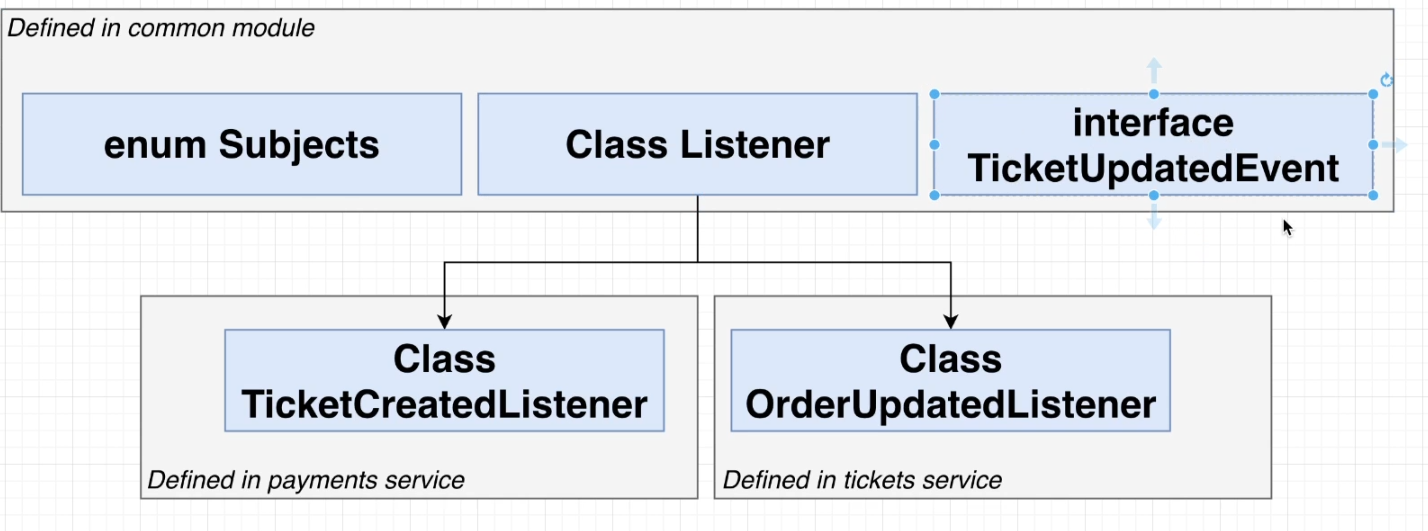 Defined in common module
enum Subjects
Class Listener
interface
TicketUpdatedEvent
Class
TicketCreatedListener
Defined in payments service
Class
OrderUpdatedListener
Defined in tickets service